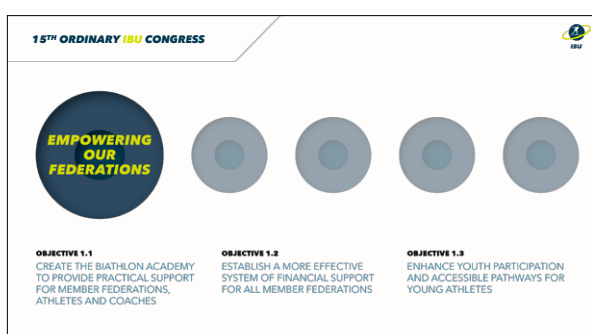 15TH ORDINARY IBU CONGRESS
IBU
EMPOWERING
OUR
FEDERATIONS
OBJECTIVE 1.1
CREATE THE BIATHLON ACADEMY
TO PROVIDE PRACTICAL SUPPORT
FOR MEMBER FEDERATIONS,
ATHLETES AND COACHES
OBJECTIVE 1.2
ESTABLISH A MORE EFFECTIVE
SYSTEM OF FINANCIAL SUPPORT
FOR ALL MEMBER FEDERATIONS
OBJECTIVE 1.3
ENHANCE YOUTH PARTICIPATION
AND ACCESSIBLE PATHWAYS FOR
YOUNG ATHLETES